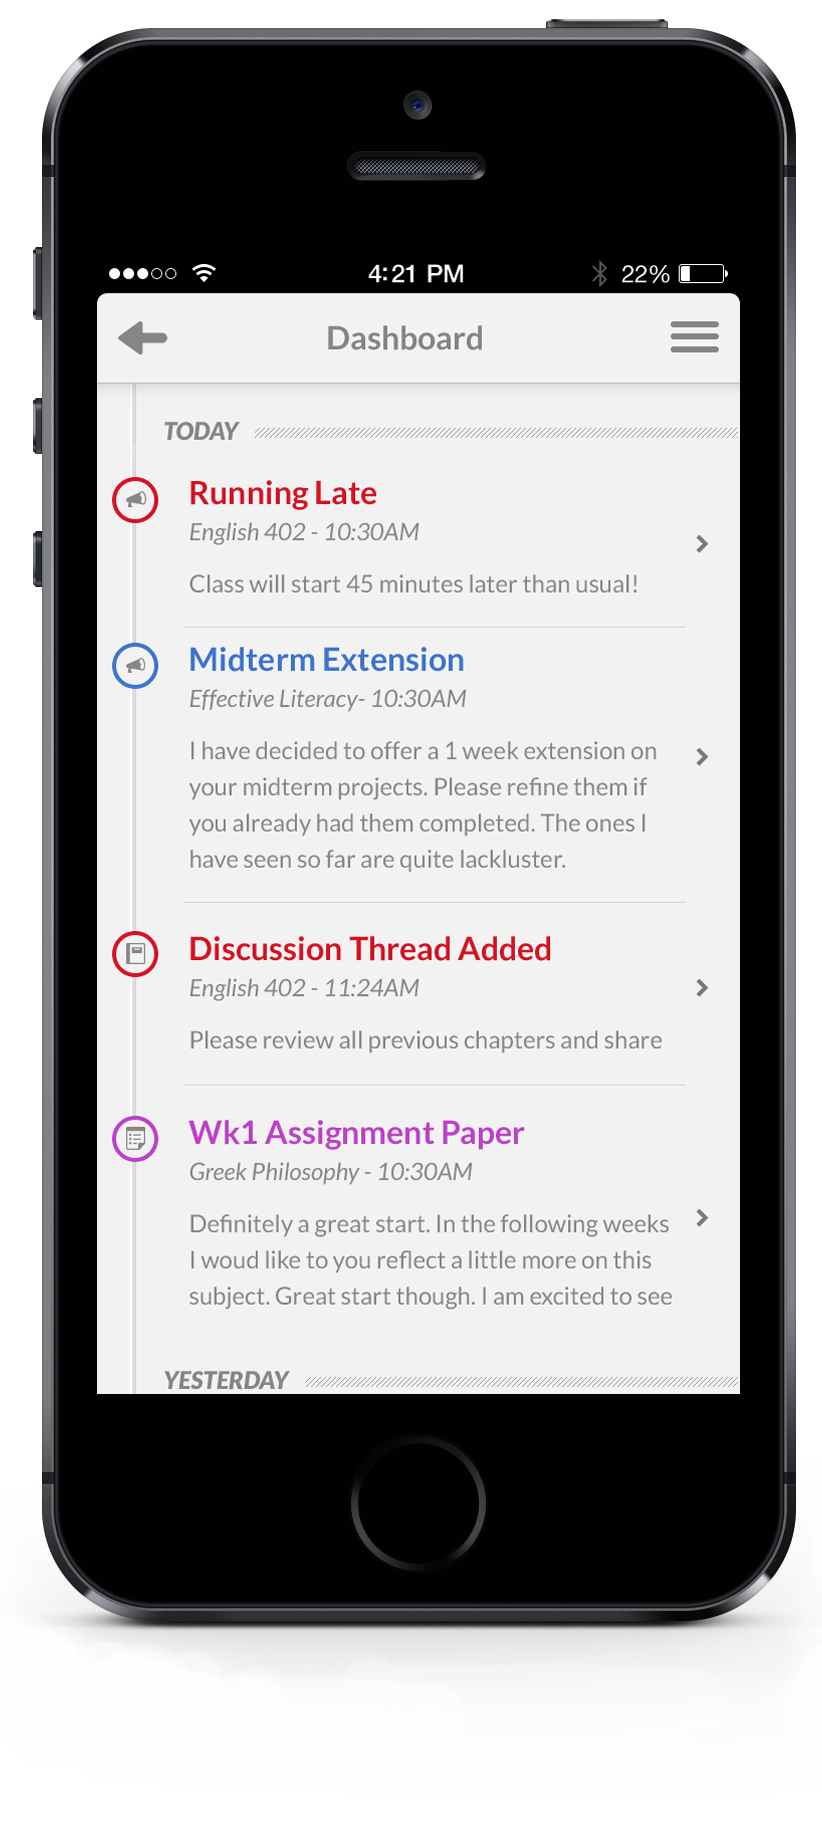 4:21 PM 22%
Dashboard
TODAY
Running Late
English 402 - 10:30AM
Class will start 45 minutes later than usual!
Midterm Extension
Effective Literacy- 10:30AM
I have decided to offer a 1 week extension on
your midterm projects. Please refine them if
you already had them completed. The ones I
have seen so far are quite lackluster.
Discussion Thread Added
English 402 - 11:24AM
Please review all previous chapters and share
Wk1 Assignment Paper
Greek Philosophy - 10:30AM
Definitely a great start. In the following weeks
I woud like to you reflect a little more on this
subject. Great start though. I am excited to see
YESTERDAY